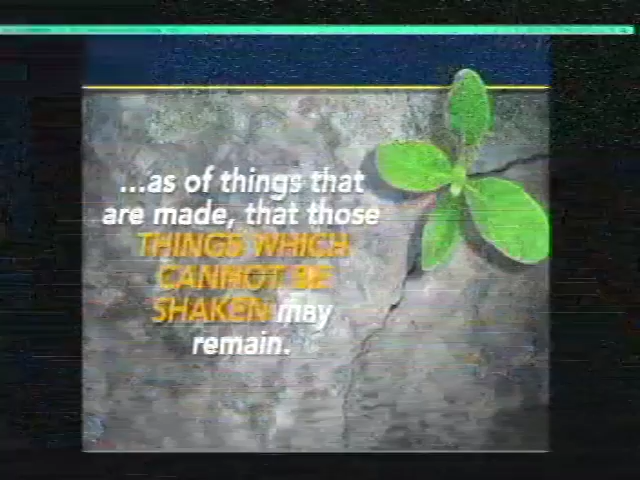 ...as of things that
are made, that those
THINGS WHICH
CANNOT BE
SHAKEN may
remain.